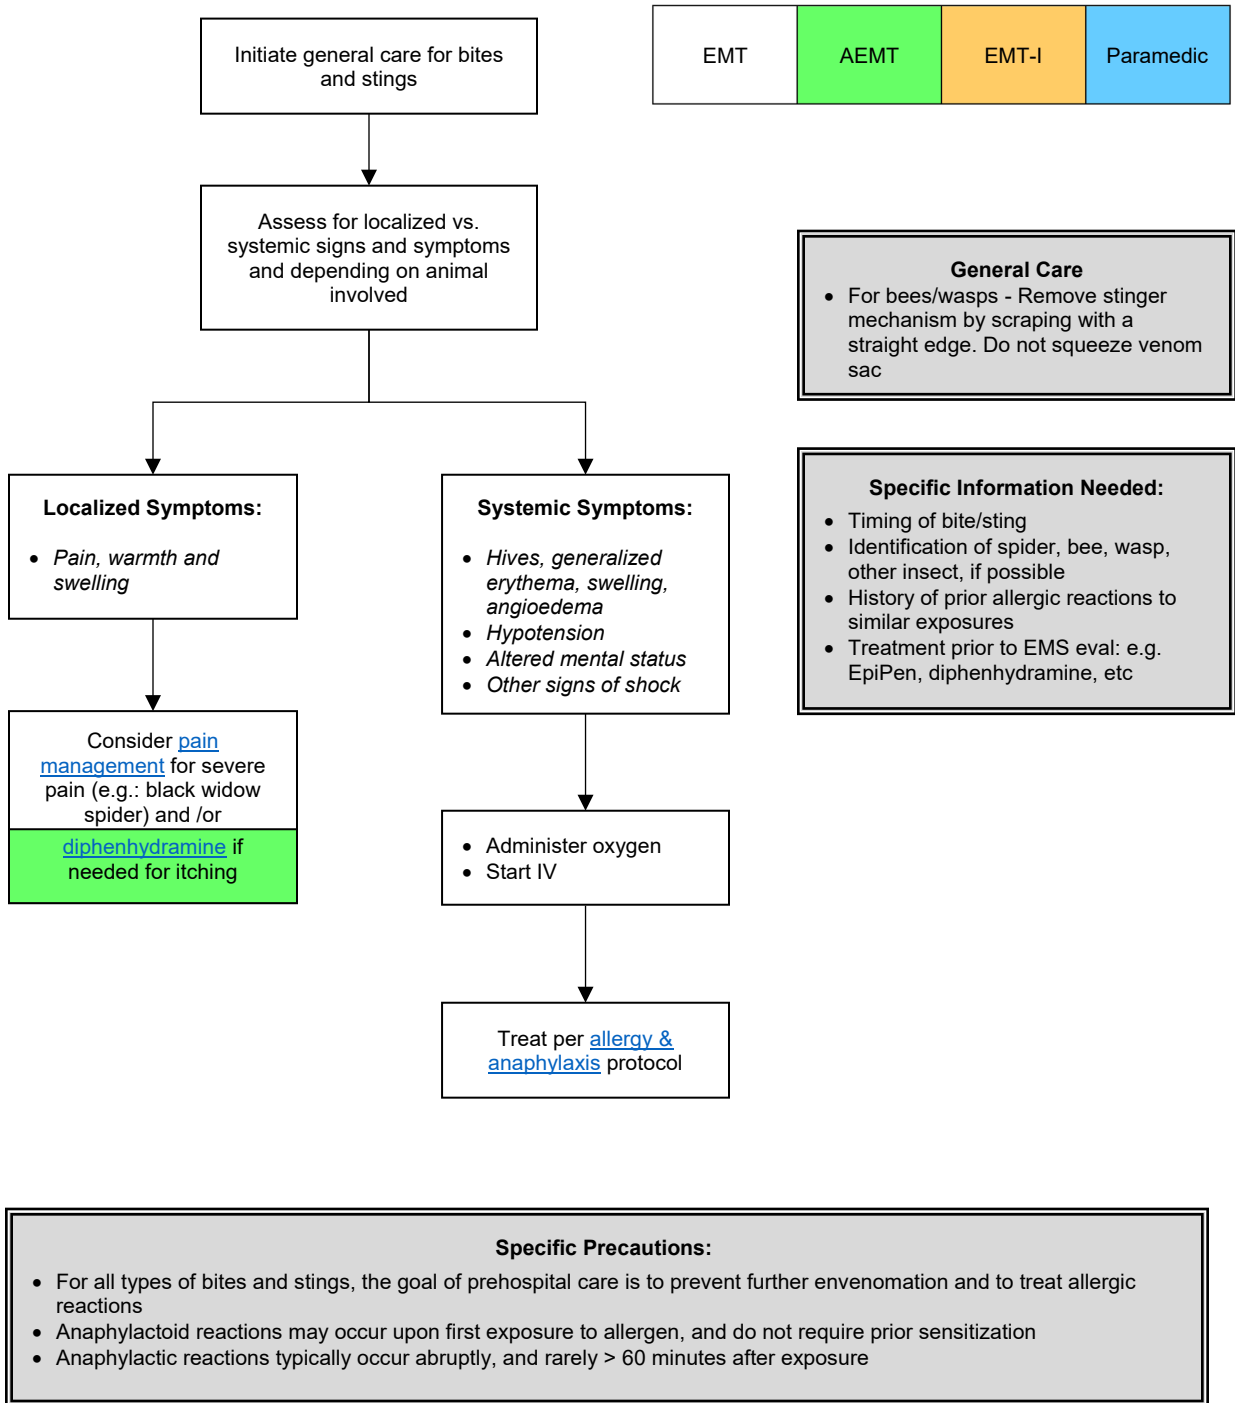 Initiate general care for bites
and stings
EMT
AEMT
EMT-I
Paramedic
Assess for localized vs.
systemic signs and symptoms
and depending on animal
involved
General Care
• For bees/wasps - Remove stinger
mechanism by scraping with a
straight edge. Do not squeeze venom
sac
Specific Information Needed:
• Timing of bite/sting
• Identification of spider, bee, wasp,
other insect, if possible
• History of prior allergic reactions to
similar exposures
• Treatment prior to EMS eval: e.g.
EpiPen, diphenhydramine, etc
Localized Symptoms:
• Pain, warmth and
swelling
Consider pain
management for severe
pain (e.g.: black widow
spider) and /or
diphenhydramine if
needed for itching
Systemic Symptoms:
• Hives, generalized
erythema, swelling,
angioedema
• Hypotension
• Altered mental status
• Other signs of shock
• Administer oxygen
• Start IV
Treat per allergy &
anaphylaxis protocol
Specific Precautions:
• For all types of bites and stings, the goal of prehospital care is to prevent further envenomation and to treat allergic
reactions
• Anaphylactoid reactions may occur upon first exposure to allergen, and do not require prior sensitization
• Anaphylactic reactions typically occur abruptly, and rarely > 60 minutes after exposure